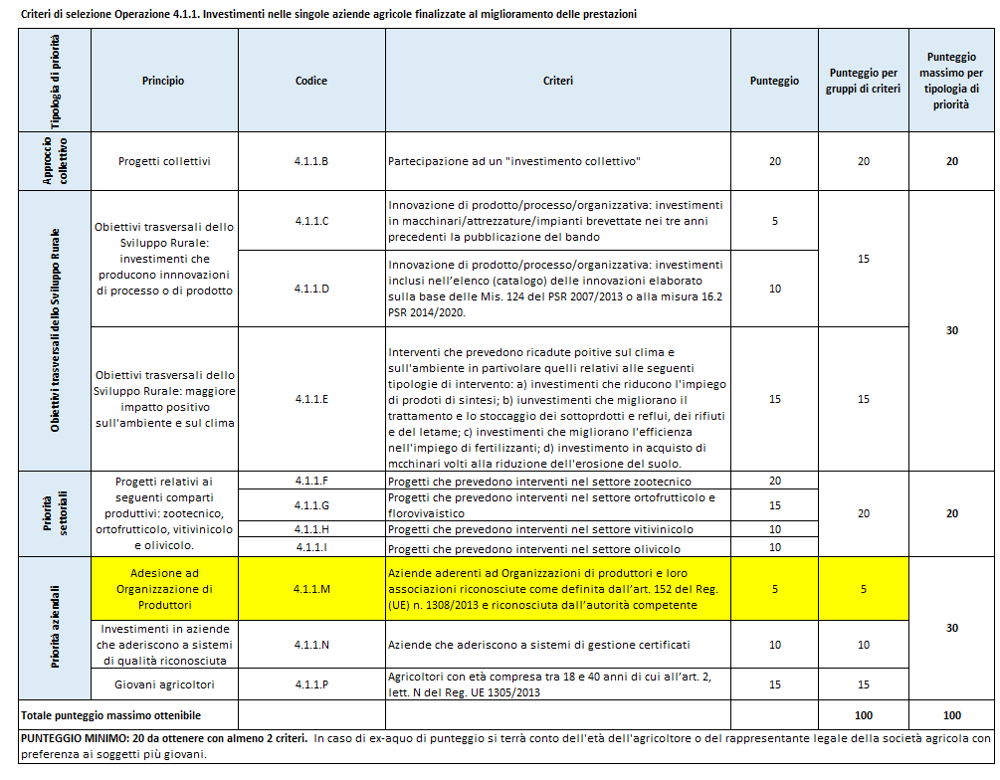 Criteri di selezione Operazione 4.1.1. Investimenti nelle singole aziende agricole finalizzate al miglioramento delle prestazioni
Tipologia di priorità
Principio
Codice
Criteri
Punteggio
Punteggio per
gruppi di criteri
Punteggio
massimo per
tipologia di
priorità
Approccio
collettivo
Progetti collettivi
4.1.1.B
Partecipazione ad un "investimento collettivo"
20
20
20
Obiettivi trasversali dello Sviluppo Rurale
Obiettivi trasversali dello
Sviluppo Rurale:
investimenti che
producono innnovazioni
di processo o di prodotto
4.1.1.C
Innovazione di prodotto/processo/organizzativa: investimenti
in macchinari/attrezzature/impianti brevettate nei tre anni
precedenti la pubblicazione del bando
5
15
30
4.1.1.D
Innovazione di prodotto/processo/organizzativa: investimenti
inclusi nell'elenco (catalogo) delle innovazioni elaborato
sulla base delle Mis. 124 del PSR 2007/2013 o alla misura 16.2
PSR 2014/2020.
10
Obiettivi trasversali dello
Sviluppo Rurale: maggiore
impatto positivo
sull'ambiente e sul clima
4.1.1.E
Interventi che prevedono ricadute poitive sul clima e
sull'ambiente in partivolare quelli relativi alle seguenti
tipologie di intervento: a) investimenti che riducono l'impiego
di prodoti di sintesi; b) iunvestimenti che migliorano il
trattamento e lo stoccaggio dei sottoprdotti e reflui, dei rifiuti
e del letame; c) investimenti che migliorano l'efficienza
nell'impiego di fertilizzanti; d) investimento in acquisto di
mcchinari volti alla riduzione dell'erosione del suolo.
15
15
Priorità
settoriali
Progetti relativi ai
seguenti comparti
produttivi: zootecnico,
ortofrutticolo, vitivinicolo
e olivicolo.
4.1.1.F
Progetti che prevedono interventi nel settore zootecnico
20
20
20
4.1.1.G
Progetti che prevedono interventi nel settore ortofrutticolo e
florovivaistico
15
4.1.1.H
Progetti che prevedono interventi nel settore vitivinicolo
10
4.1.1.I
Progetti che prevedono interventi nel settore olivicolo
10
Priorità aziendali
Adesione ad
Organizzazione di
Produttori
4.1.1.M
Aziende aderenti ad Organizzazioni di produttori e loro
associazioni riconosciute come definita dall'art. 152 del Reg.
(UE) n. 1308/2013 e riconosciuta dall'autorità competente
5
5
30
Investimenti in aziende
che aderiscono a sistemi
di qualità riconosciuta
4.1.1.N
Aziende che aderiscono a sistemi di gestione certificati
10
10
Giovani agricoltori
4.1.1.P
Agricoltori con età compresa tra 18 e 40 anni di cui all'art. 2,
lett. N del Reg. UE 1305/2013
15
15
Totale punteggio massimo ottenibile
100
100
PUNTEGGIO MINIMO: 20 da ottenere con almeno 2 criteri. In caso di ex-aquo di punteggio si terrà conto dell'età dell'agricoltore o del rappresentante legale della società agricola con
preferenza ai soggetti più giovani.